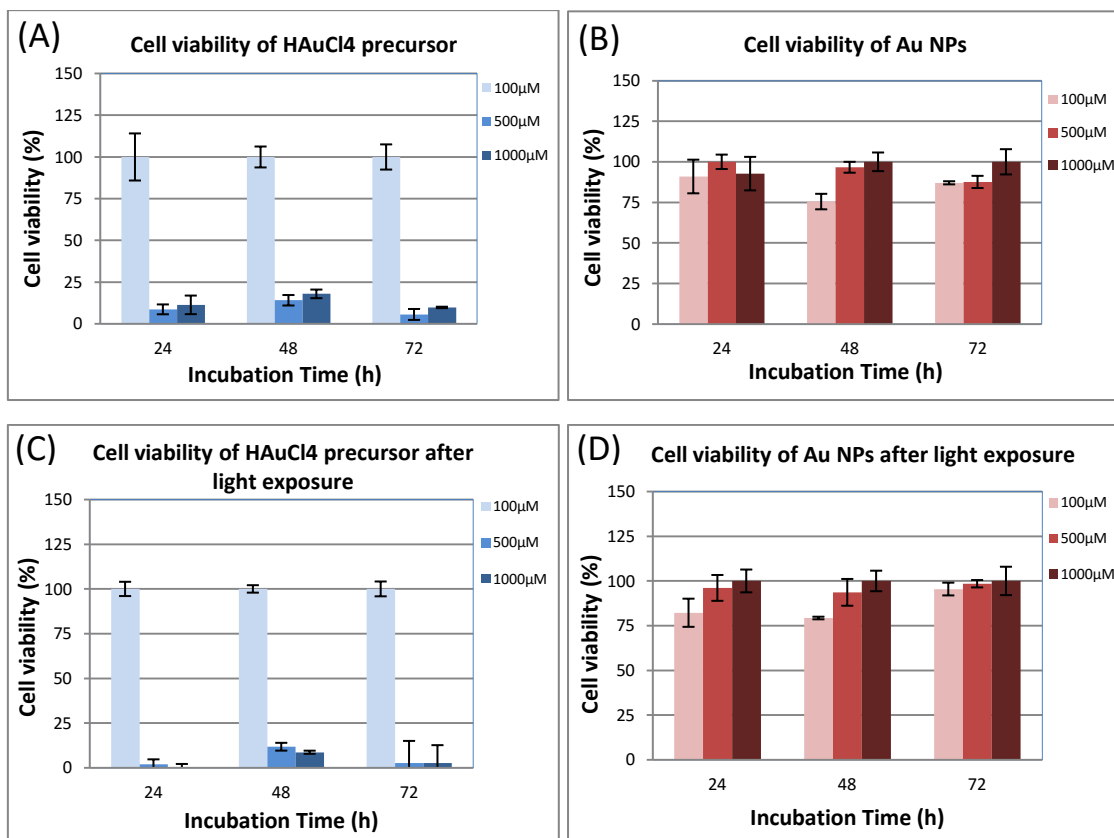 (A)
Cell viability of HAuCl4 precursor
150
125
100
75
50
25
0
Cell viability (%)
24 48 72
Incubation Time (h)
100µM
500µM
1000µM
(B)
Cell viability of Au NPs
150
125
100
75
50
25
0
Cell viability (%)
24 48 72
Incubation Time (h)
100µM
500µM
1000µM
(C)
Cell viability of HAuCl4 precursor after
light exposure
150
125
100
75
50
25
0
Cell viability (%)
24 48 72
Incubation Time (h)
100µM
500µM
1000µM
(D)
Cell viability of Au NPs after light exposure
150
125
100
75
50
25
0
Cell viability (%)
24 48 72
Incubation Time (h)
100µM
500µM
1000µM